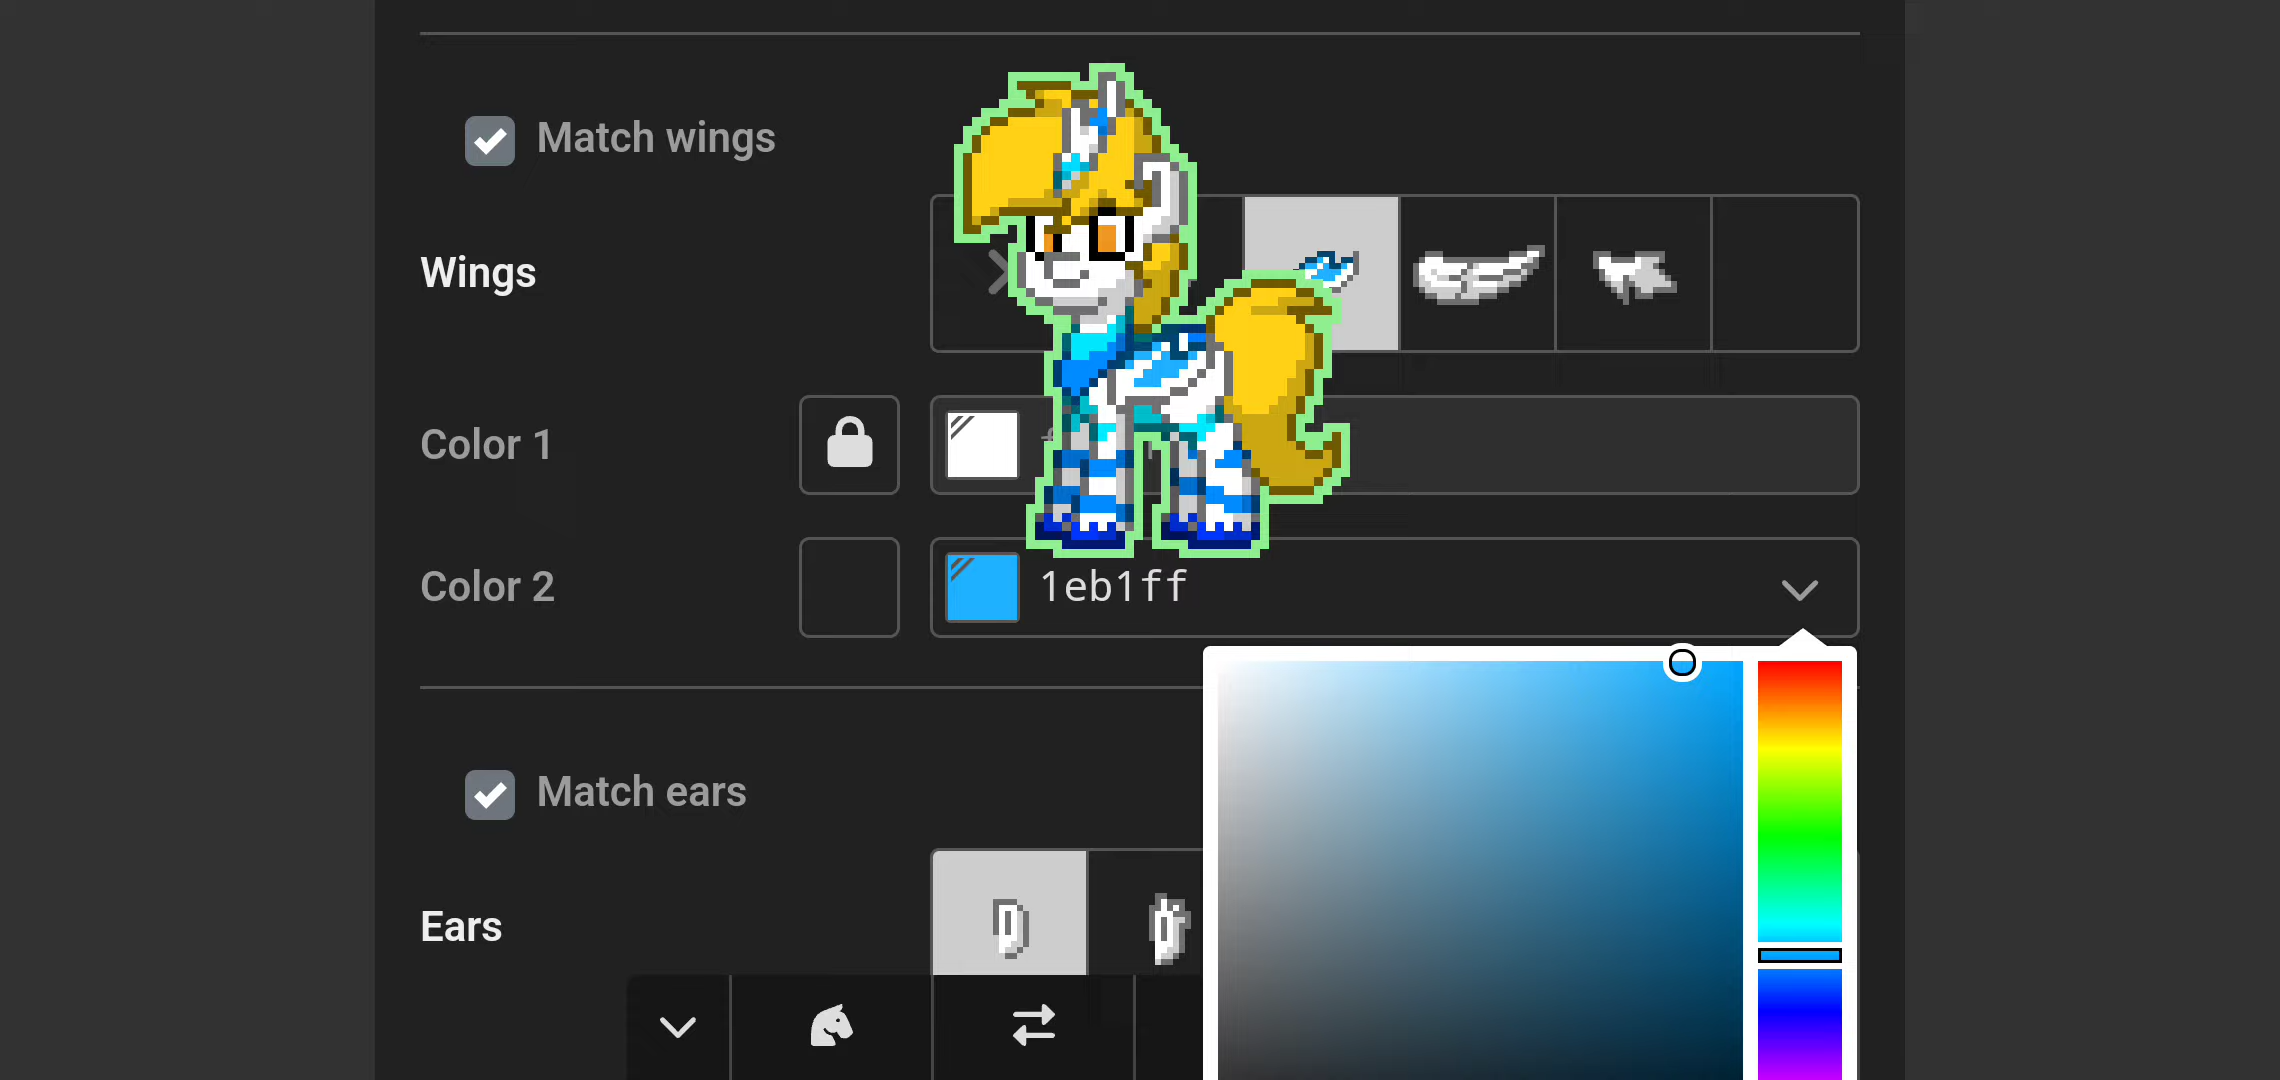 Match wings
Wings
Color 1
Color 2
1eb1ff
Match ears
Ears